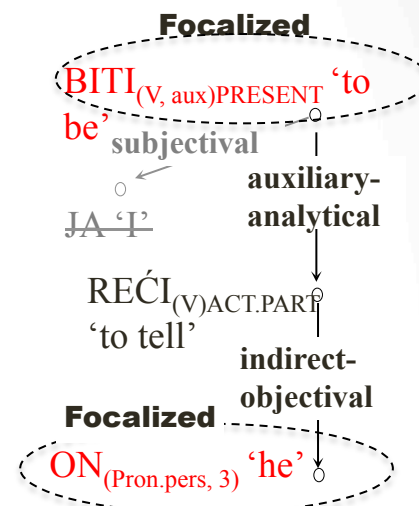 Focalized
BITI(V, aux)PRESENT ‘to
be’
subjectival
auxiliary-
analytical
JA ‘I’
REĆI(V)ACT.PART
‘to tell’
indirect-
objectival
Focalized
ON(Pron.pers, 3) ‘he’